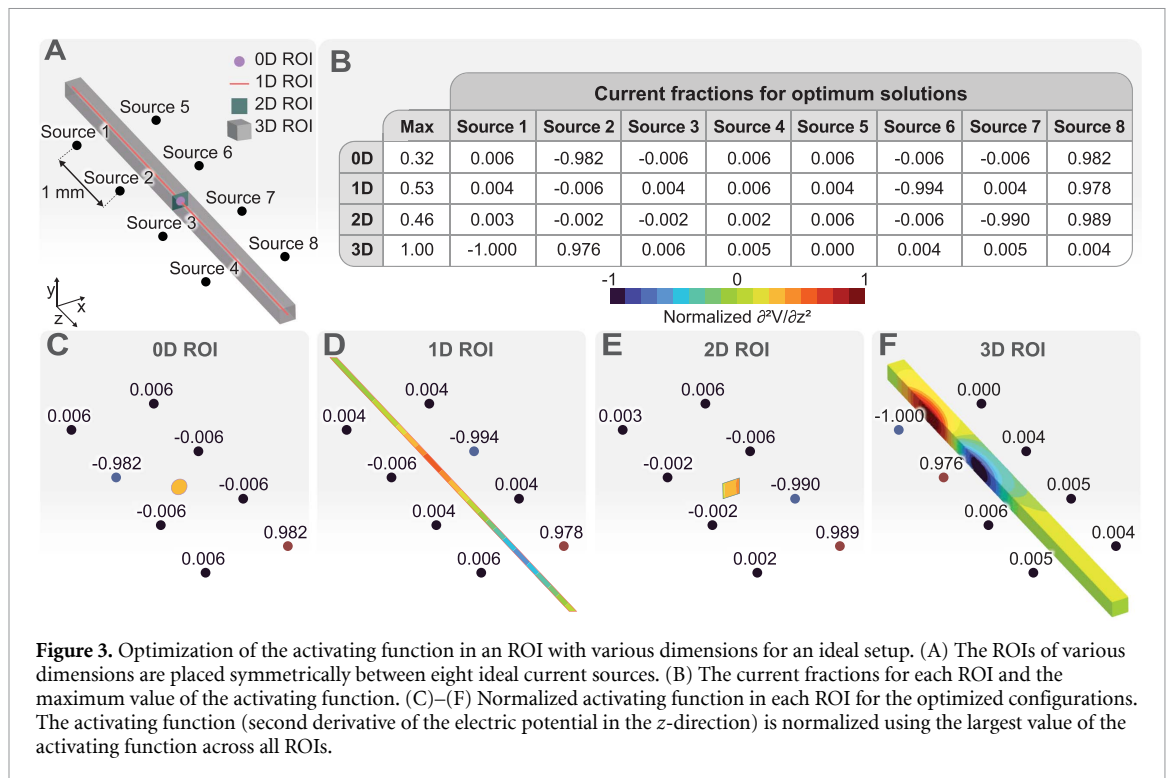 A
0D ROI
1D ROI
2D ROI
3D ROI
Source 5
Source 1
Source 6
Source 2
1 mm
Source 7
Source 3
Source 8
Source 4
y
x
z
B
Current fractions for optimum solutions
Max Source 1 Source 2 Source 3 Source 4 Source 5 Source 6 Source 7 Source 8
0D 0.32 0.006 -0.982 -0.006 0.006 0.006 -0.006 -0.006 0.982
1D 0.53 0.004 -0.006 0.004 0.006 0.004 -0.994 0.004 0.978
2D 0.46 0.003 -0.002 -0.002 0.002 0.006 -0.006 -0.990 0.989
3D 1.00 -1.000 0.976 0.006 0.005 0.000 0.004 0.005 0.004
-1 0 1
Normalized ∂²V/∂z²
C 0D ROI
0.006
0.006
-0.006
-0.982
-0.006
-0.006
0.982
0.006
D 1D ROI
0.004
0.004
-0.994
-0.006
0.004
0.004
0.978
0.006
E 2D ROI
0.006
0.003
-0.006
-0.002
-0.990
-0.002
0.989
0.002
F 3D ROI
0.000
-1.000
0.004
0.976
0.005
0.006
0.004
0.005
Figure 3. Optimization of the activating function in an ROI with various dimensions for an ideal setup. (A) The ROIs of various
dimensions are placed symmetrically between eight ideal current sources. (B) The current fractions for each ROI and the
maximum value of the activating function. (C)–(F) Normalized activating function in each ROI for the optimized configurations.
The activating function (second derivative of the electric potential in the z-direction) is normalized using the largest value of the
activating function across all ROIs.